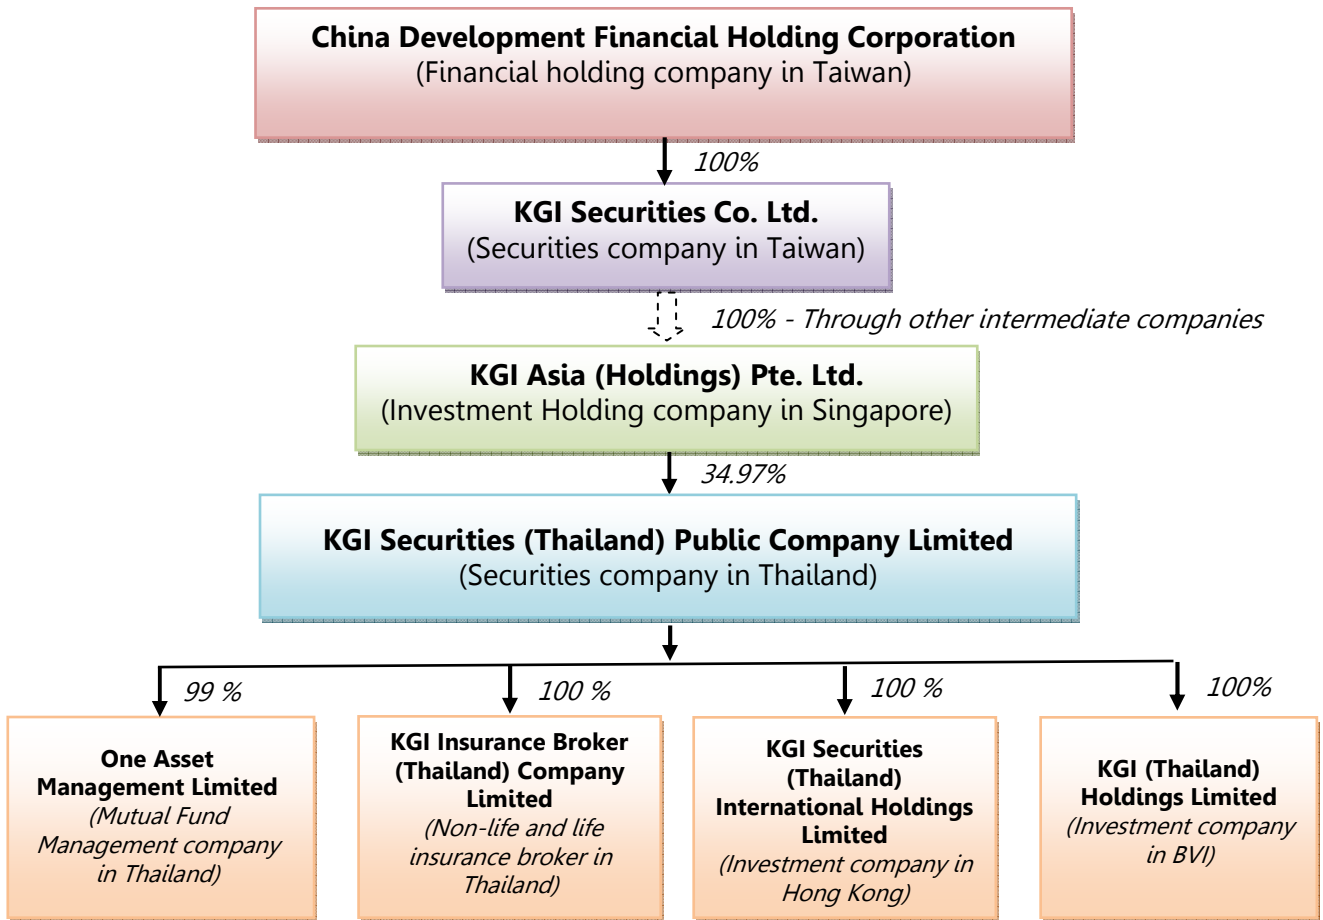 China Development Financial Holding Corporation
(Financial holding company in Taiwan)
100%
KGI Securities Co. Ltd.
(Securities company in Taiwan)
100% - Through other intermediate companies
KGI Asia (Holdings) Pte. Ltd.
(Investment Holding company in Singapore)
34.97%
KGI Securities (Thailand) Public Company Limited
(Securities company in Thailand)
99 %
One Asset
Management Limited
(Mutual Fund
Management company
in Thailand)
100 %
KGI Insurance Broker
(Thailand) Company
Limited
(Non-life and life
insurance broker in
Thailand)
100 %
KGI Securities
(Thailand)
International Holdings
Limited
(Investment company in
Hong Kong)
100%
KGI (Thailand)
Holdings Limited
(Investment company
in BVI)